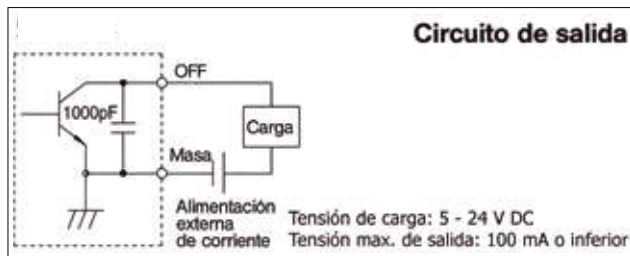 Circuito de salida
OFF
1000pF
Carga
Masa
Alimentación
externa
de corriente
Tensión de carga: 5 - 24 V DC
Tensión max. de salida: 100 mA o inferior